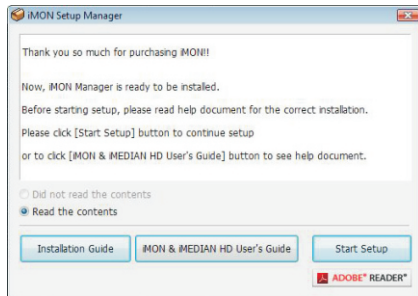 iMON Setup Manager
Thank you so much for purchasing iMON!!
Now, iMON Manager is ready to be installed.
Before starting setup, please read help document for the correct installation.
Please click [Start Setup] button to continue setup
or to click [iMON & iMEDIAN HD User's Guide] button to see help document.
Did not read the contents
Read the contents
Installation Guide
iMON & iMEDIAN HD User's Guide
Start Setup
ADOBE® READER®